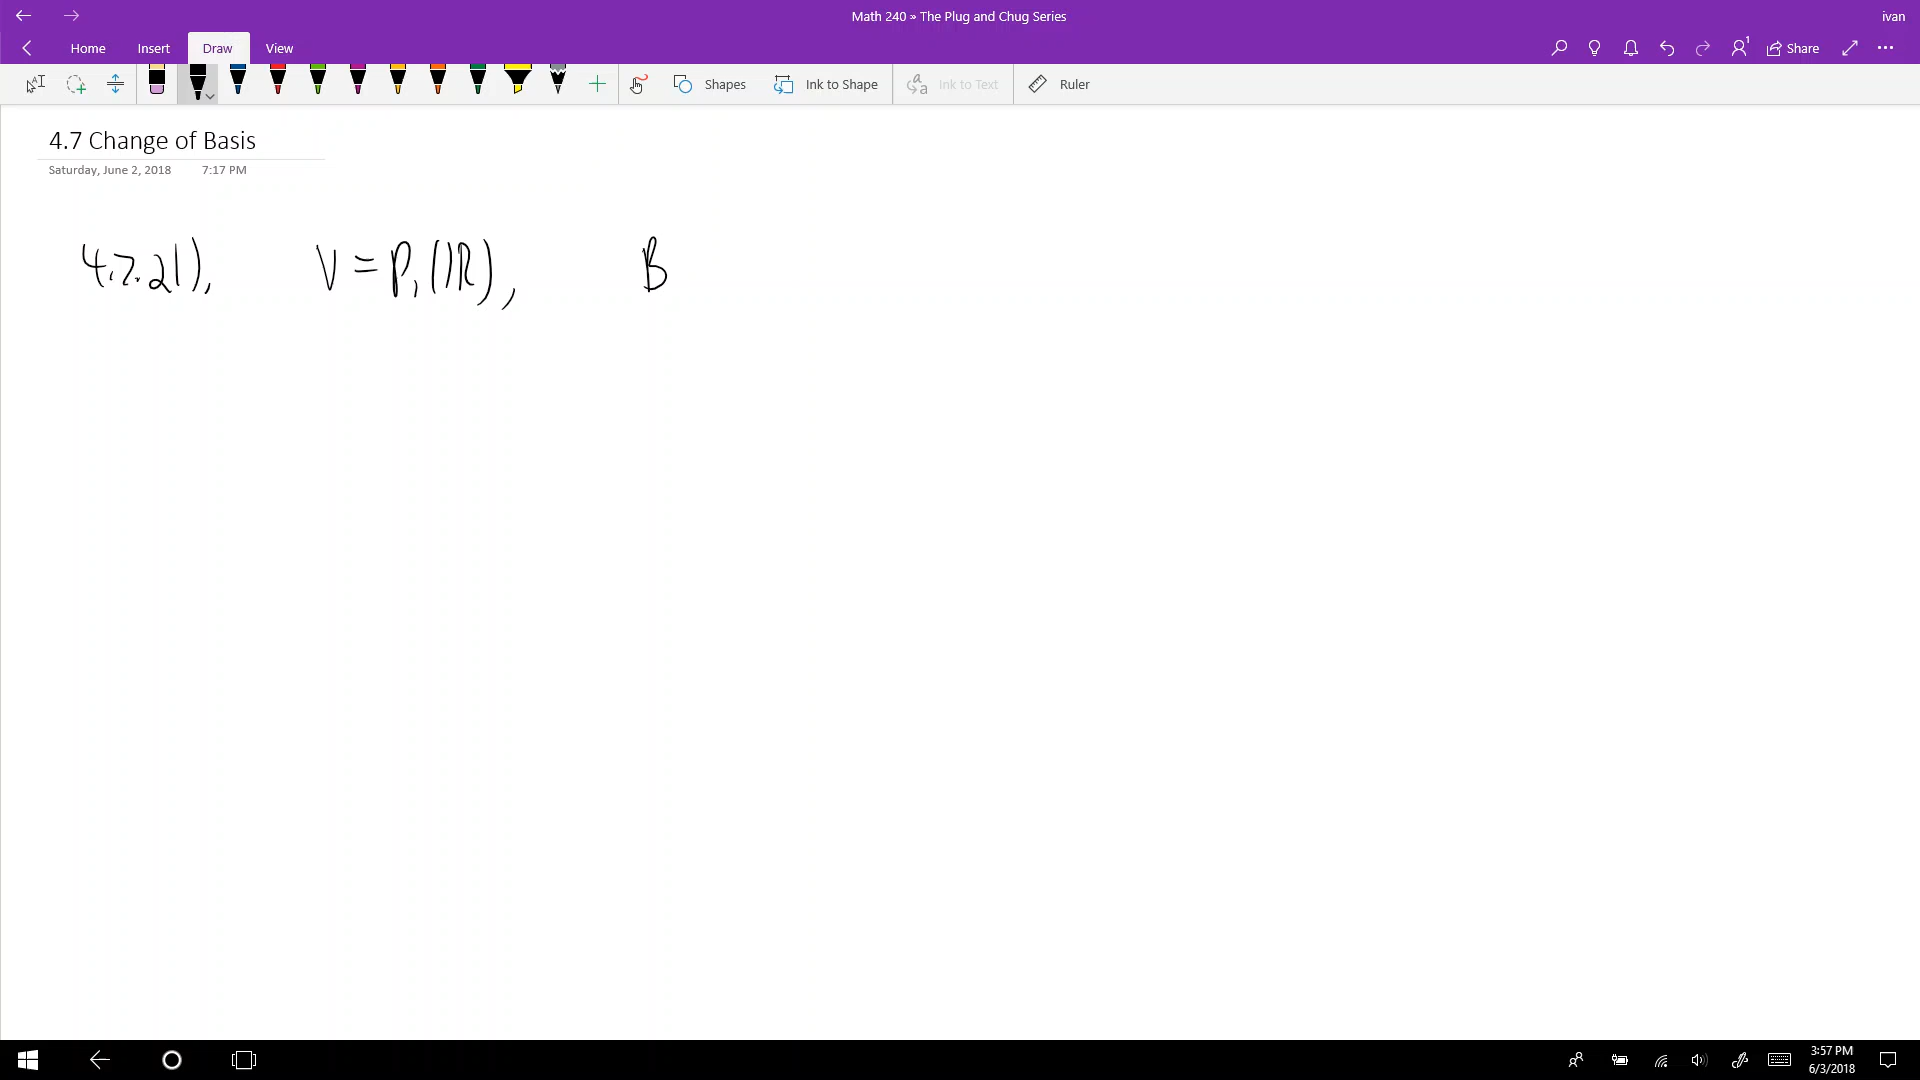 Math 240 » The Plug and Chug Series
ivan
Home Insert Draw View
1 Share
Shapes Ink to Shape Ink to Text Ruler
4.7 Change of Basis
Saturday, June 2, 2018 7:17 PM
4.7.21), V = P₁(ℝ), B
3:57 PM
6/3/2018